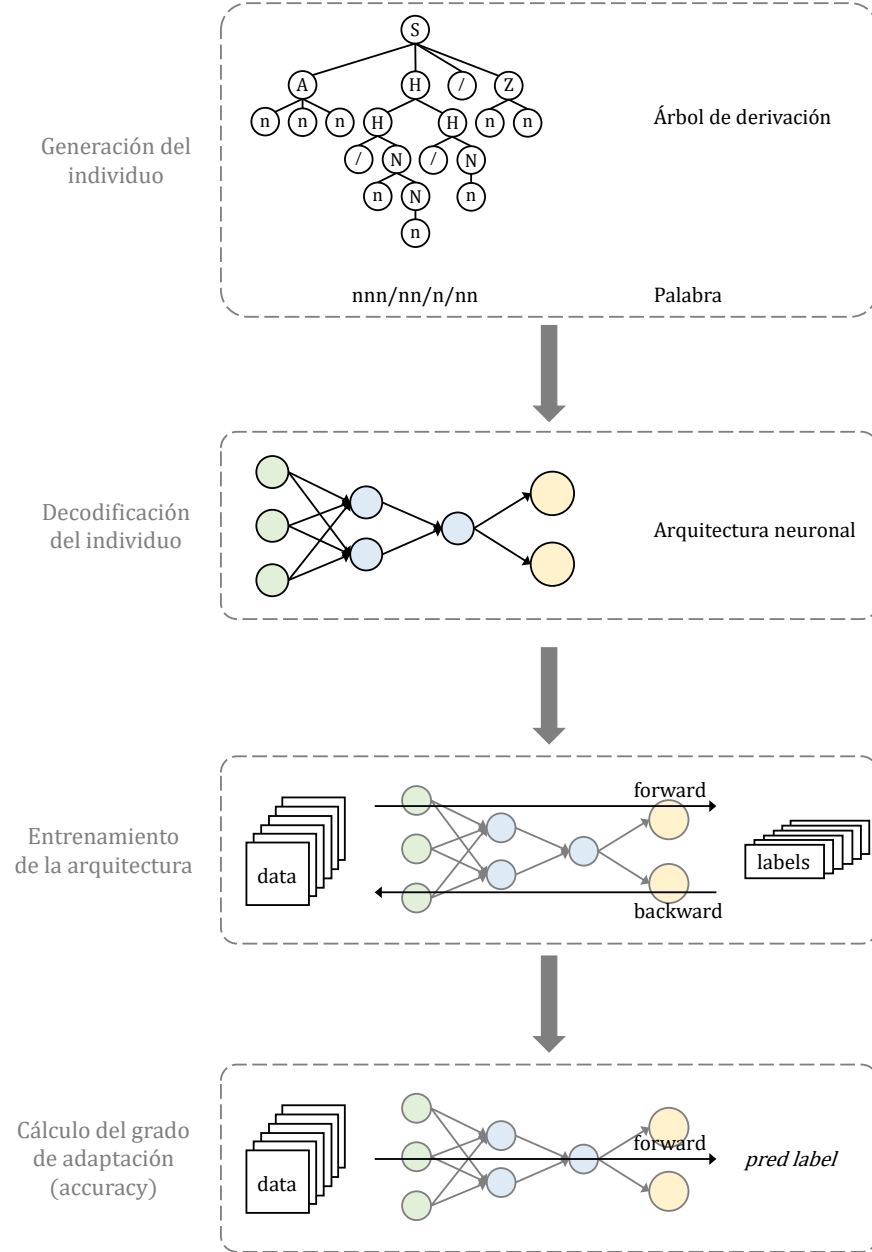 S
A H / Z
n n n H H n n
/ N / N
n N n
n
Generación del
individuo
Árbol de derivación
nnn/nn/n/nn
Palabra
Decodificación
del individuo
Arquitectura neuronal
Entrenamiento
de la arquitectura
data
forward
backward
labels
Cálculo del grado
de adaptación
(accuracy)
data
forward
pred label